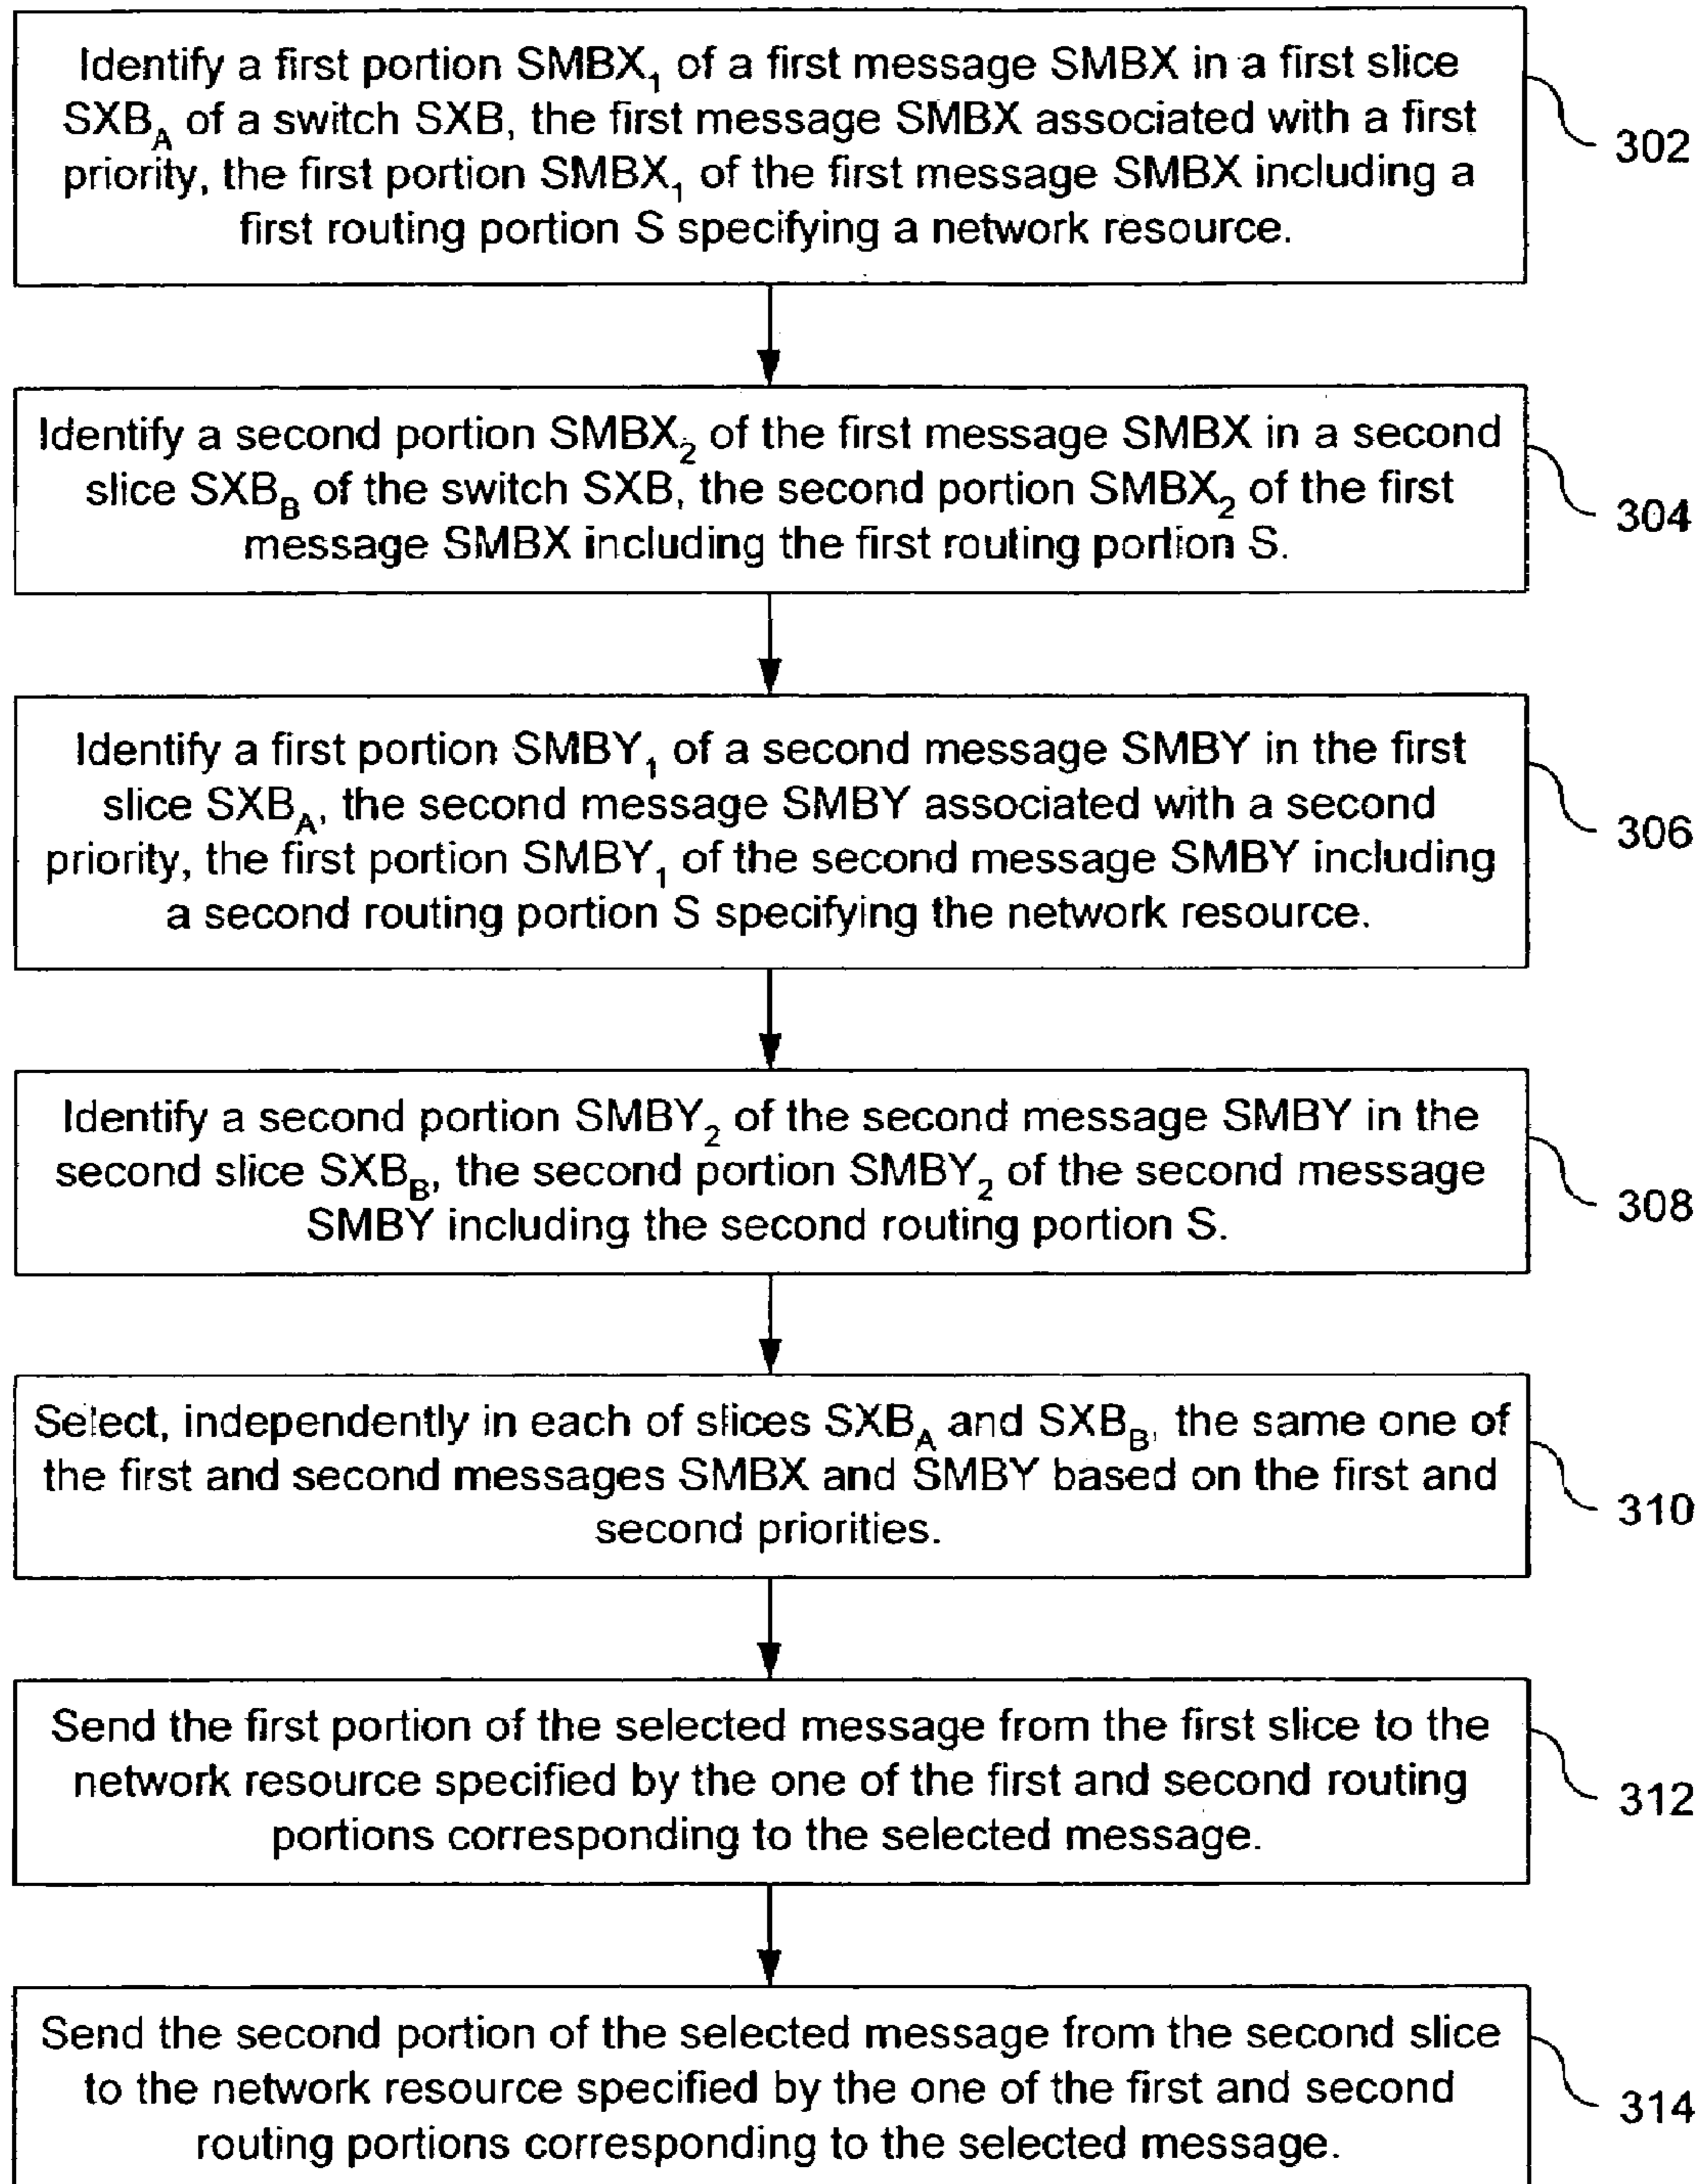 Identify a first portion SMBX₁ of a first message SMBX in a first slice
SXB_A of a switch SXB, the first message SMBX associated with a first
priority, the first portion SMBX₁ of the first message SMBX including a
first routing portion S specifying a network resource.
302
Identify a second portion SMBX₂ of the first message SMBX in a second
slice SXB_B of the switch SXB, the second portion SMBX₂ of the first
message SMBX including the first routing portion S.
304
Identify a first portion SMBY₁ of a second message SMBY in the first
slice SXB_A, the second message SMBY associated with a second
priority, the first portion SMBY₁ of the second message SMBY including
a second routing portion S specifying the network resource.
306
Identify a second portion SMBY₂ of the second message SMBY in the
second slice SXB_B, the second portion SMBY₂ of the second message
SMBY including the second routing portion S.
308
Select, independently in each of slices SXB_A and SXB_B, the same one of
the first and second messages SMBX and SMBY based on the first and
second priorities.
310
Send the first portion of the selected message from the first slice to the
network resource specified by the one of the first and second routing
portions corresponding to the selected message.
312
Send the second portion of the selected message from the second slice
to the network resource specified by the one of the first and second
routing portions corresponding to the selected message.
314